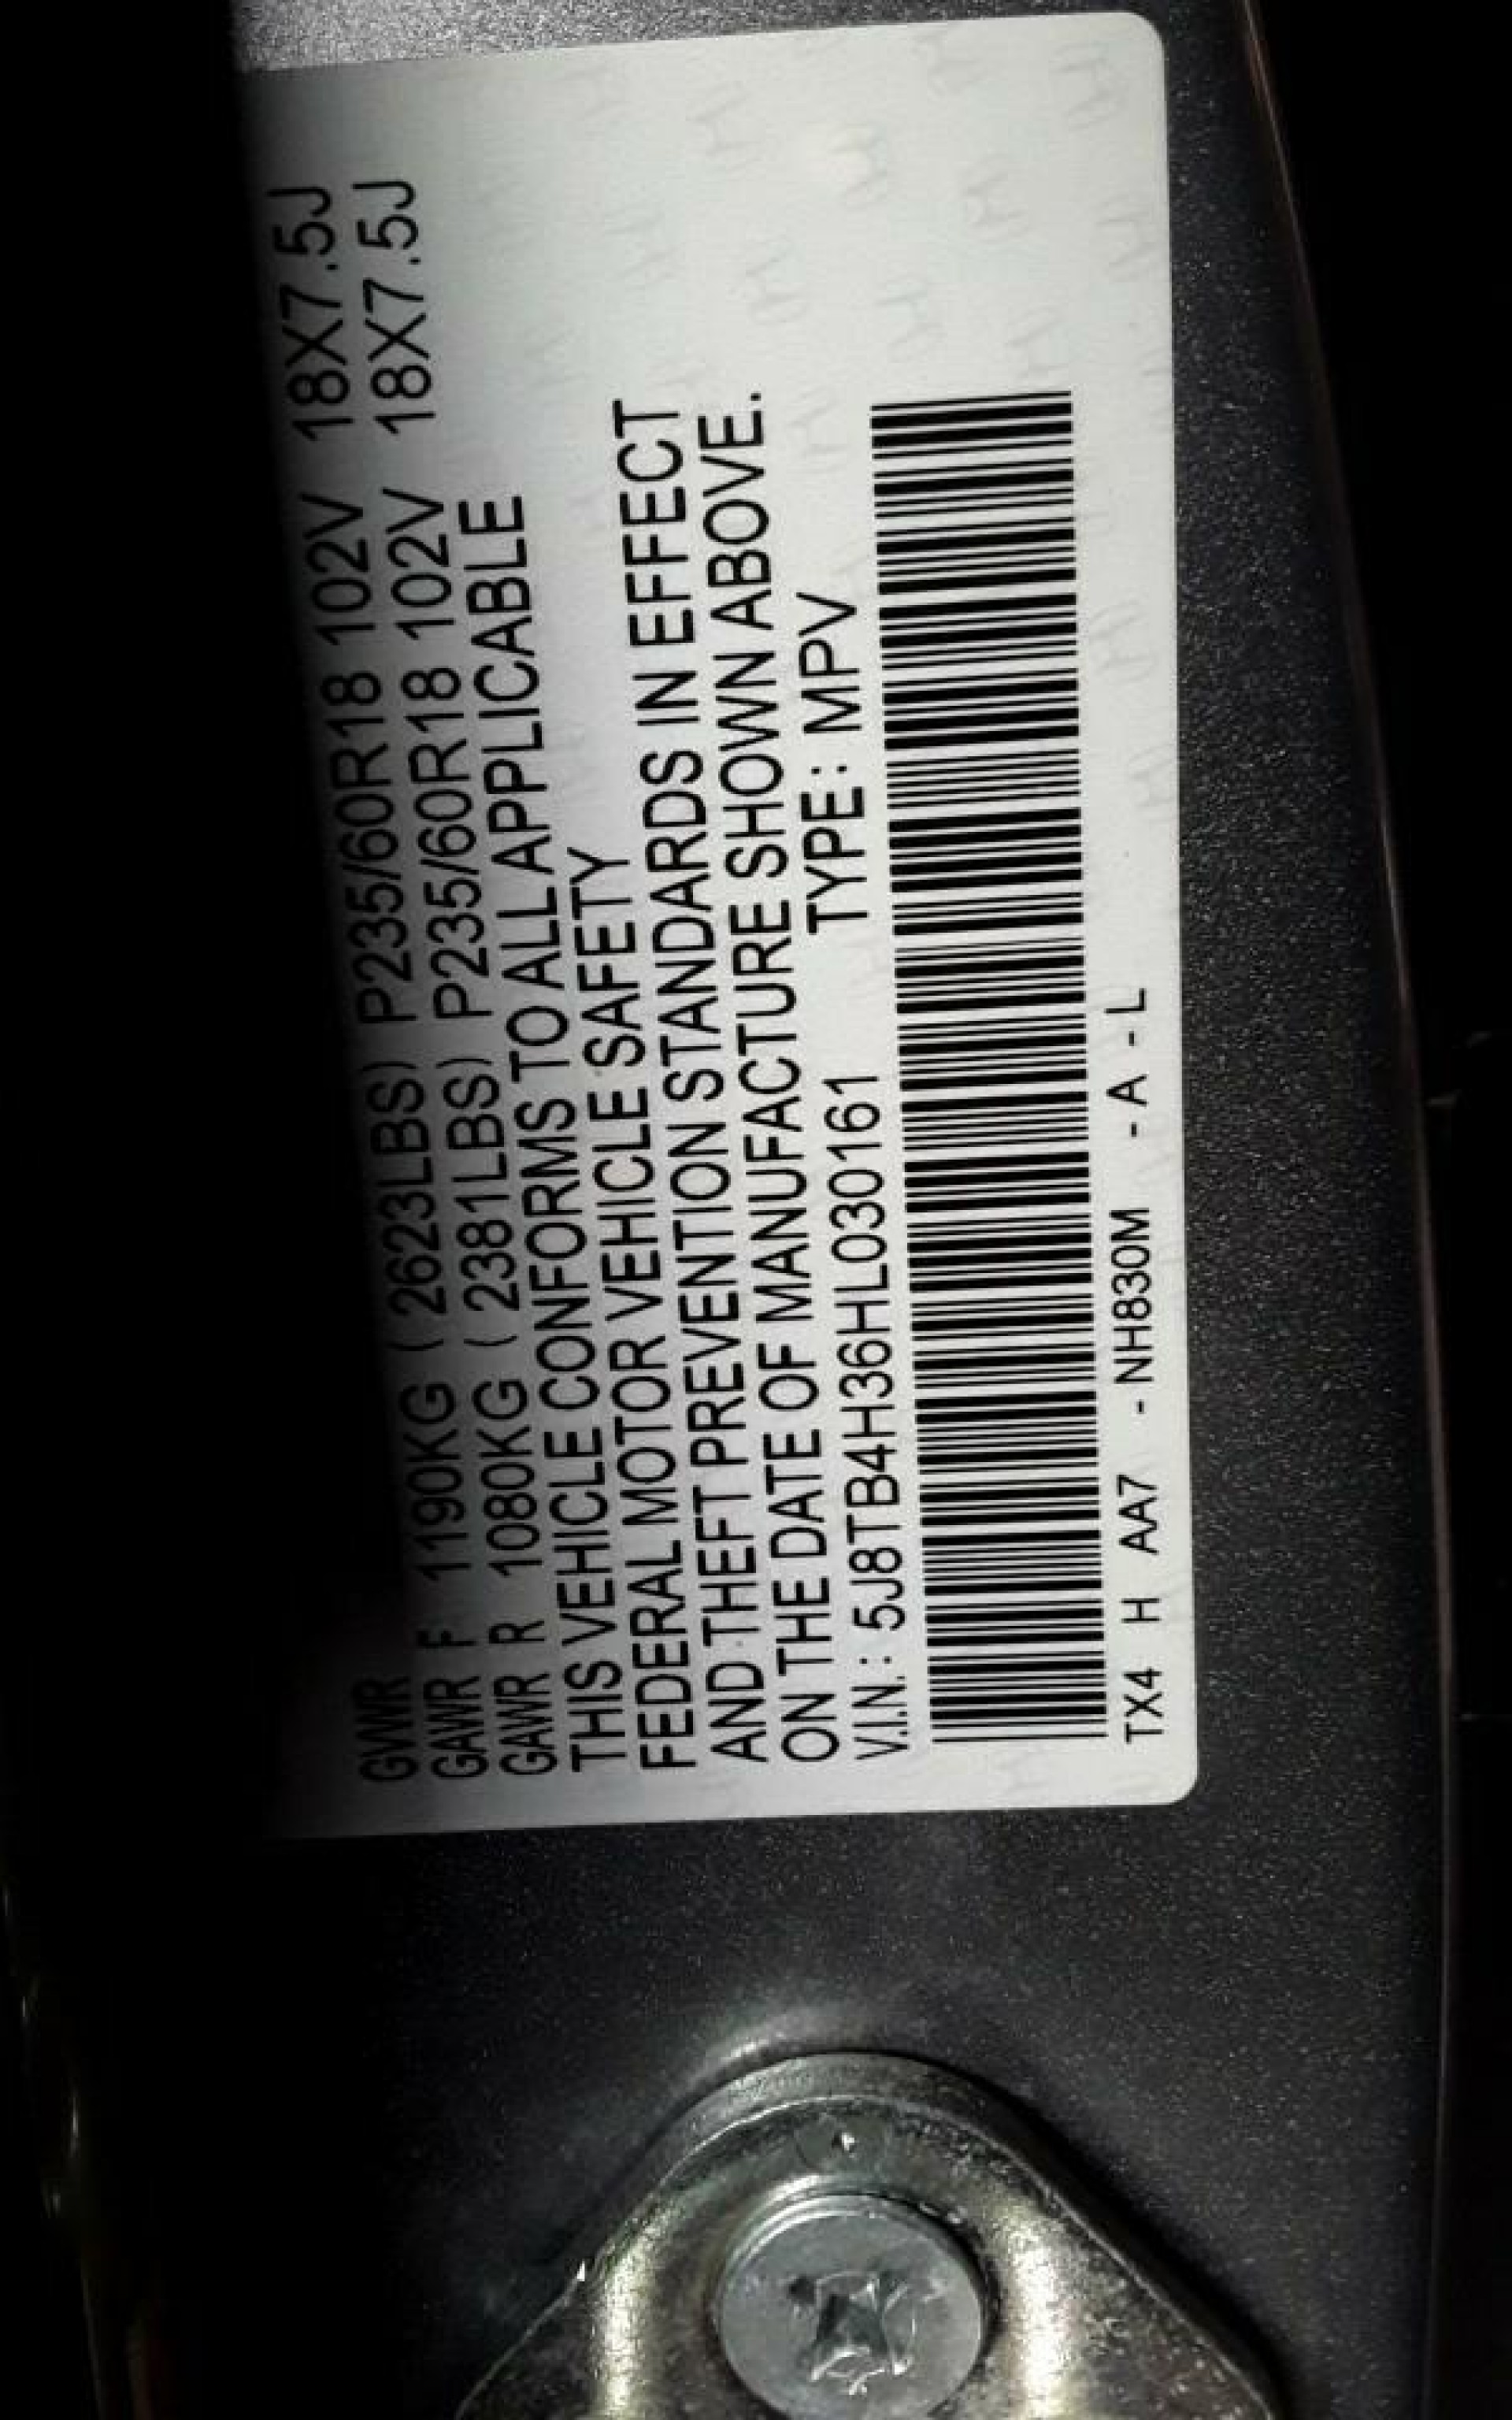 GVWR
GAWR F 1190KG ( 2623LBS) P235/60R18 102V 18X7.5J
GAWR R 1080KG ( 2381LBS) P235/60R18 102V 18X7.5J
THIS VEHICLE CONFORMS TO ALL APPLICABLE
FEDERAL MOTOR VEHICLE SAFETY
AND THEFT PREVENTION STANDARDS IN EFFECT
ON THE DATE OF MANUFACTURE SHOWN ABOVE.
V.I.N.: 5J8TB4H36HL030161 TYPE: MPV
TX4 H AA7 - NH830M - A - L